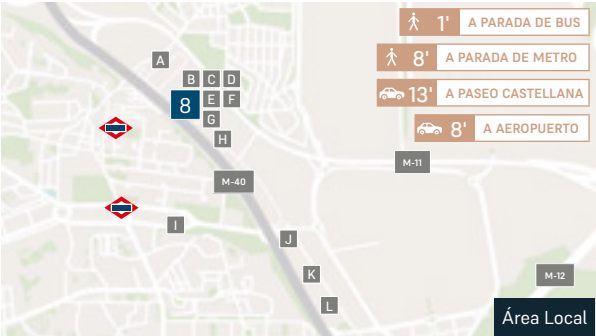 1' A PARADA DE BUS
8' A PARADA DE METRO
13' A PASEO CASTELLANA
8' A AEROPUERTO
A
B C D
8 E F
G
H
M-11
M-40
I
J
K
M-12
L
Área Local